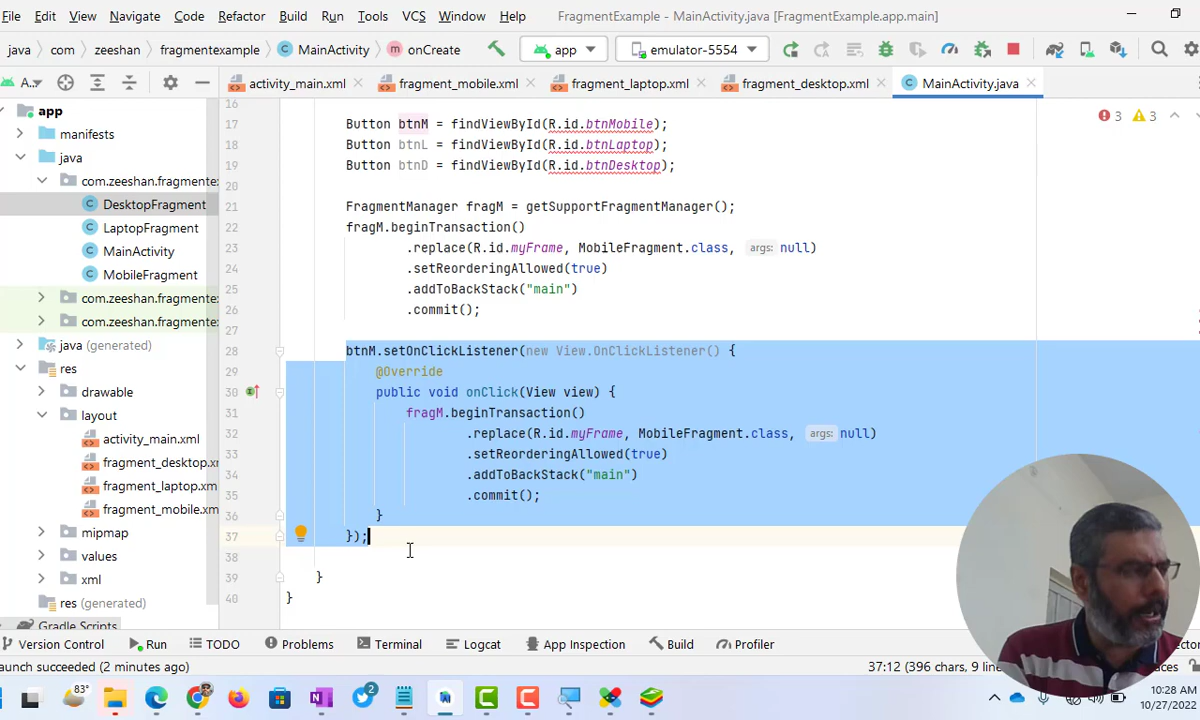 File Edit View Navigate Code Refactor Build Run Tools VCS Window Help FragmentExample - MainActivity.java [FragmentExample.app.main]
java com zeeshan fragmentexample MainActivity onCreate app emulator-5554
A... activity_main.xml fragment_mobile.xml fragment_laptop.xml fragment_desktop.xml MainActivity.java
app
manifests
java
com.zeeshan.fragmente
DesktopFragment
LaptopFragment
MainActivity
MobileFragment
com.zeeshan.fragmente
com.zeeshan.fragmente
java (generated)
res
drawable
layout
activity_main.xml
fragment_desktop.xm
fragment_laptop.xm
fragment_mobile.xm
mipmap
values
xml
res (generated)
Gradle Scripts
3 3
16
17 Button btnM = findViewById(R.id.btnMobile);
18 Button btnL = findViewById(R.id.btnLaptop);
19 Button btnD = findViewById(R.id.btnDesktop);
20
21 FragmentManager fragM = getSupportFragmentManager();
22 fragM.beginTransaction()
23 .replace(R.id.myFrame, MobileFragment.class, args: null)
24 .setReorderingAllowed(true)
25 .addToBackStack("main")
26 .commit();
27
28 btnM.setOnClickListener(new View.OnClickListener() {
29 @Override
30 public void onClick(View view) {
31 fragM.beginTransaction()
32 .replace(R.id.myFrame, MobileFragment.class, args: null)
33 .setReorderingAllowed(true)
34 .addToBackStack("main")
35 .commit();
36 }
37 });
38
39 }
40 }
Version Control Run TODO Problems Terminal Logcat App Inspection Build Profiler
aunch succeeded (2 minutes ago) 37:12 (396 chars, 9 line
83° 2 10:28 AM
10/27/2022